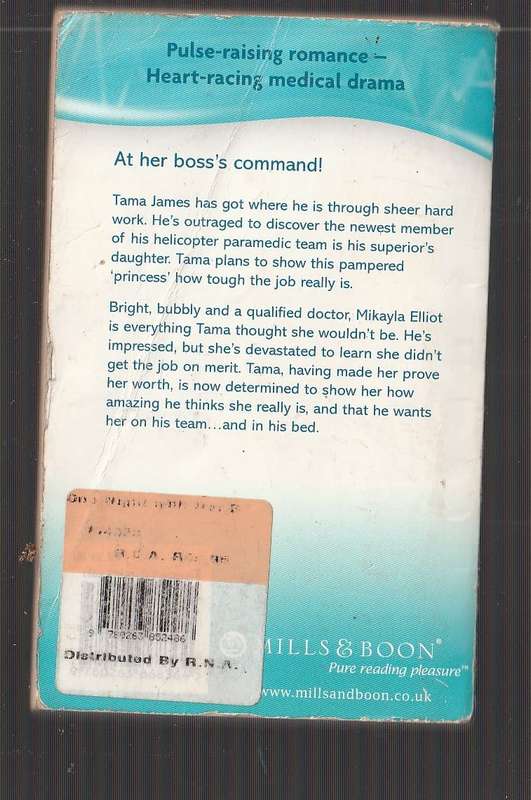 Pulse-raising romance –
Heart-racing medical drama
At her boss's command!
Tama James has got where he is through sheer hard
work. He's outraged to discover the newest member
of his helicopter paramedic team is his superior's
daughter. Tama plans to show this pampered
'princess' how tough the job really is.
Bright, bubbly and a qualified doctor, Mikayla Elliot
is everything Tama thought she wouldn't be. He's
impressed, but she's devastated to learn she didn't
get the job on merit. Tama, having made her prove
her worth, is now determined to show her how
amazing he thinks she really is, and that he wants
her on his team...and in his bed.
9 780263 852486
Distributed By R.N.A.
MILLS & BOON®
Pure reading pleasure™
www.millsandboon.co.uk